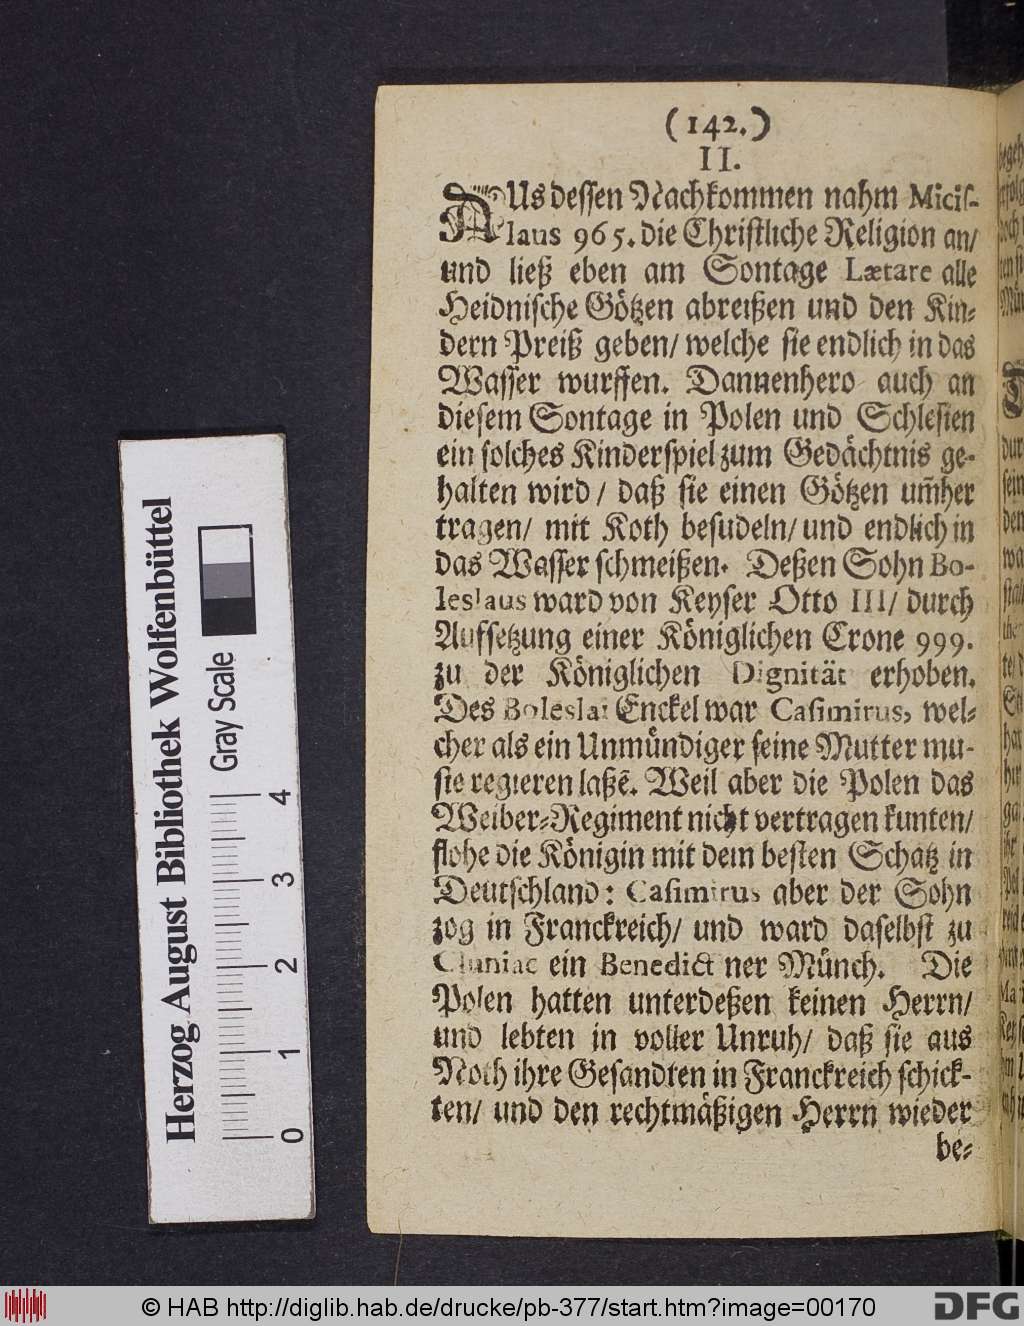 (142.)
II.
AUs dessen Nachkommen nahm Micis-
laus 965. die Christliche Religion an/
und ließ eben am Sontage Lætare alle
Heidnische Götzen abreißen und den Kin-
dern Preiß geben/ welche sie endlich in das
Wasser wurffen. Dannenhero auch an
diesem Sontage in Polen und Schlesien
ein solches Kinderspiel zum Gedächtnis ge-
halten wird / daß sie einen Götzen um̃her
tragen/ mit Koth besudeln/ und endlich in
das Wasser schmeißen. Deßen Sohn Bo-
leslaus ward von Keyser Otto III/ durch
Auffsetzung einer Königlichen Crone 999.
zu der Königlichen Dignität erhoben.
Des Boleslai Enckel war Casimirus, wel-
cher als ein Unmündiger seine Mutter mu-
ste regieren laßē. Weil aber die Polen das
Weiber-Regiment nicht vertragen kunten/
flohe die Königin mit dem besten Schatz in
Deutschland: Casimirus aber der Sohn
zog in Franckreich/ und ward daselbst zu
Cluniac ein Benedictner Münch. Die
Polen hatten unterdeßen keinen Herrn/
und lebten in voller Unruh/ daß sie aus
Noth ihre Gesandten in Franckreich schick-
ten/ und den rechtmäßigen Herrn wieder
be-
Herzog August Bibliothek Wolfenbüttel
Gray Scale
0 1 2 3 4
© HAB http://diglib.hab.de/drucke/pb-377/start.htm?image=00170
DFG